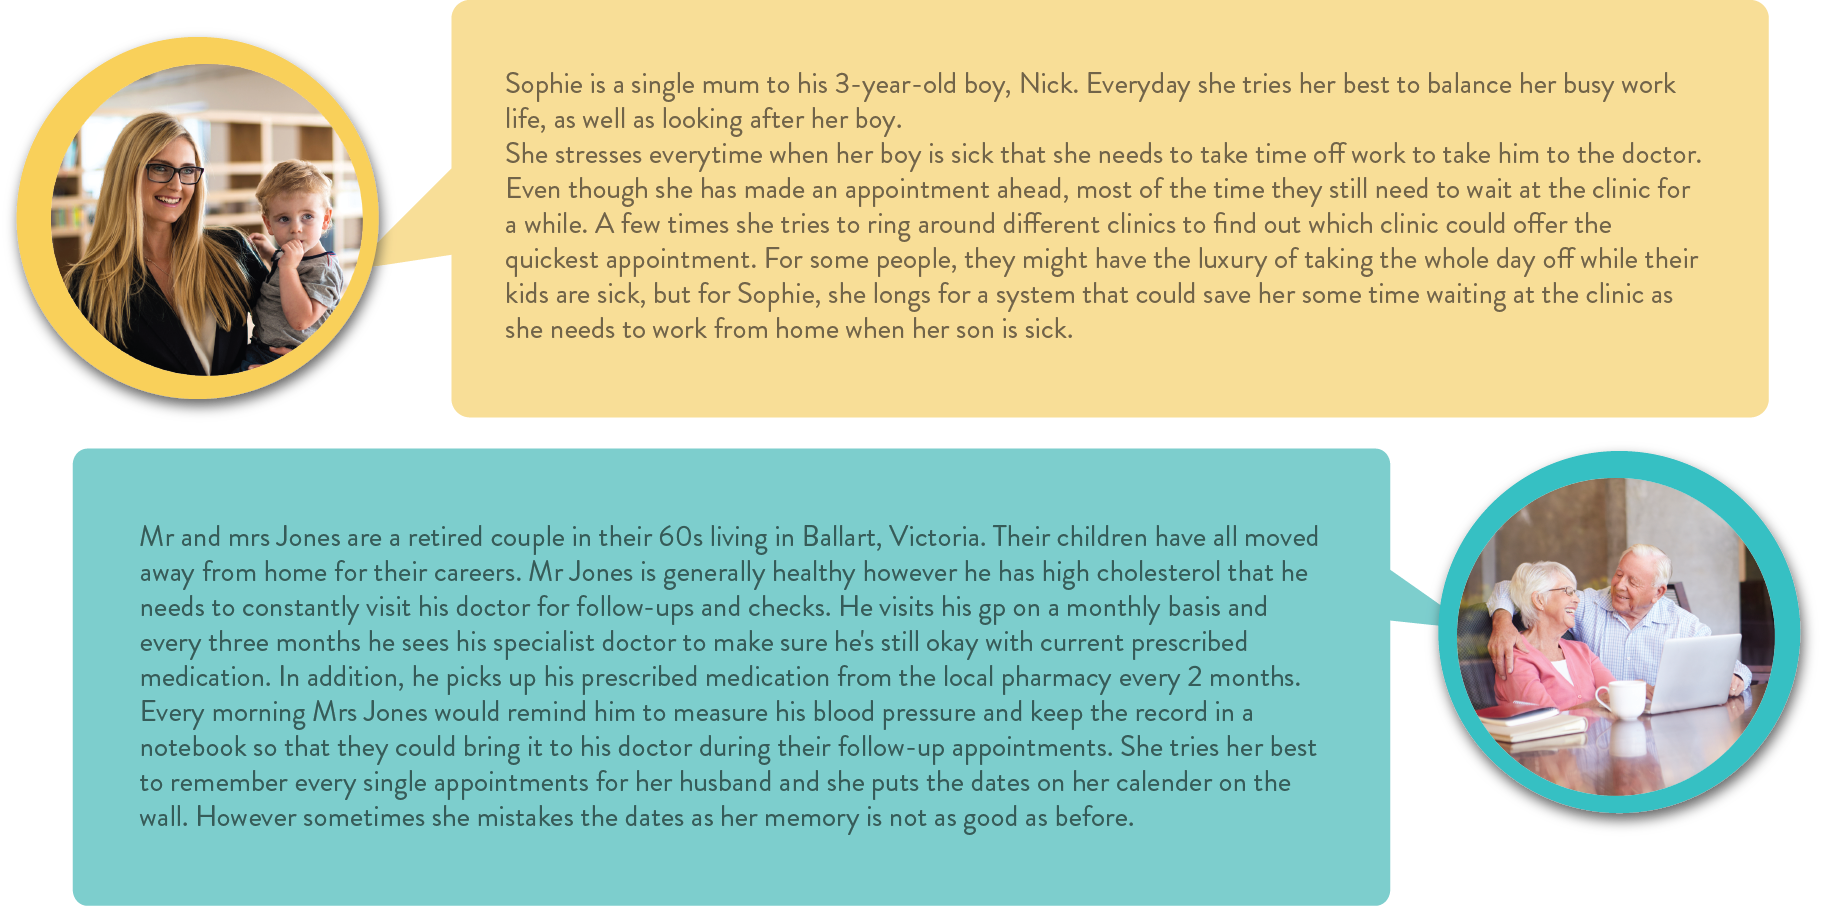 Sophie is a single mum to his 3-year-old boy, Nick. Everyday she tries her best to balance her busy work
life, as well as looking after her boy.
She stresses everytime when her boy is sick that she needs to take time off work to take him to the doctor.
Even though she has made an appointment ahead, most of the time they still need to wait at the clinic for
a while. A few times she tries to ring around different clinics to find out which clinic could offer the
quickest appointment. For some people, they might have the luxury of taking the whole day off while their
kids are sick, but for Sophie, she longs for a system that could save her some time waiting at the clinic as
she needs to work from home when her son is sick.
Mr and mrs Jones are a retired couple in their 60s living in Ballart, Victoria. Their children have all moved
away from home for their careers. Mr Jones is generally healthy however he has high cholesterol that he
needs to constantly visit his doctor for follow-ups and checks. He visits his gp on a monthly basis and
every three months he sees his specialist doctor to make sure he's still okay with current prescribed
medication. In addition, he picks up his prescribed medication from the local pharmacy every 2 months.
Every morning Mrs Jones would remind him to measure his blood pressure and keep the record in a
notebook so that they could bring it to his doctor during their follow-up appointments. She tries her best
to remember every single appointments for her husband and she puts the dates on her calender on the
wall. However sometimes she mistakes the dates as her memory is not as good as before.